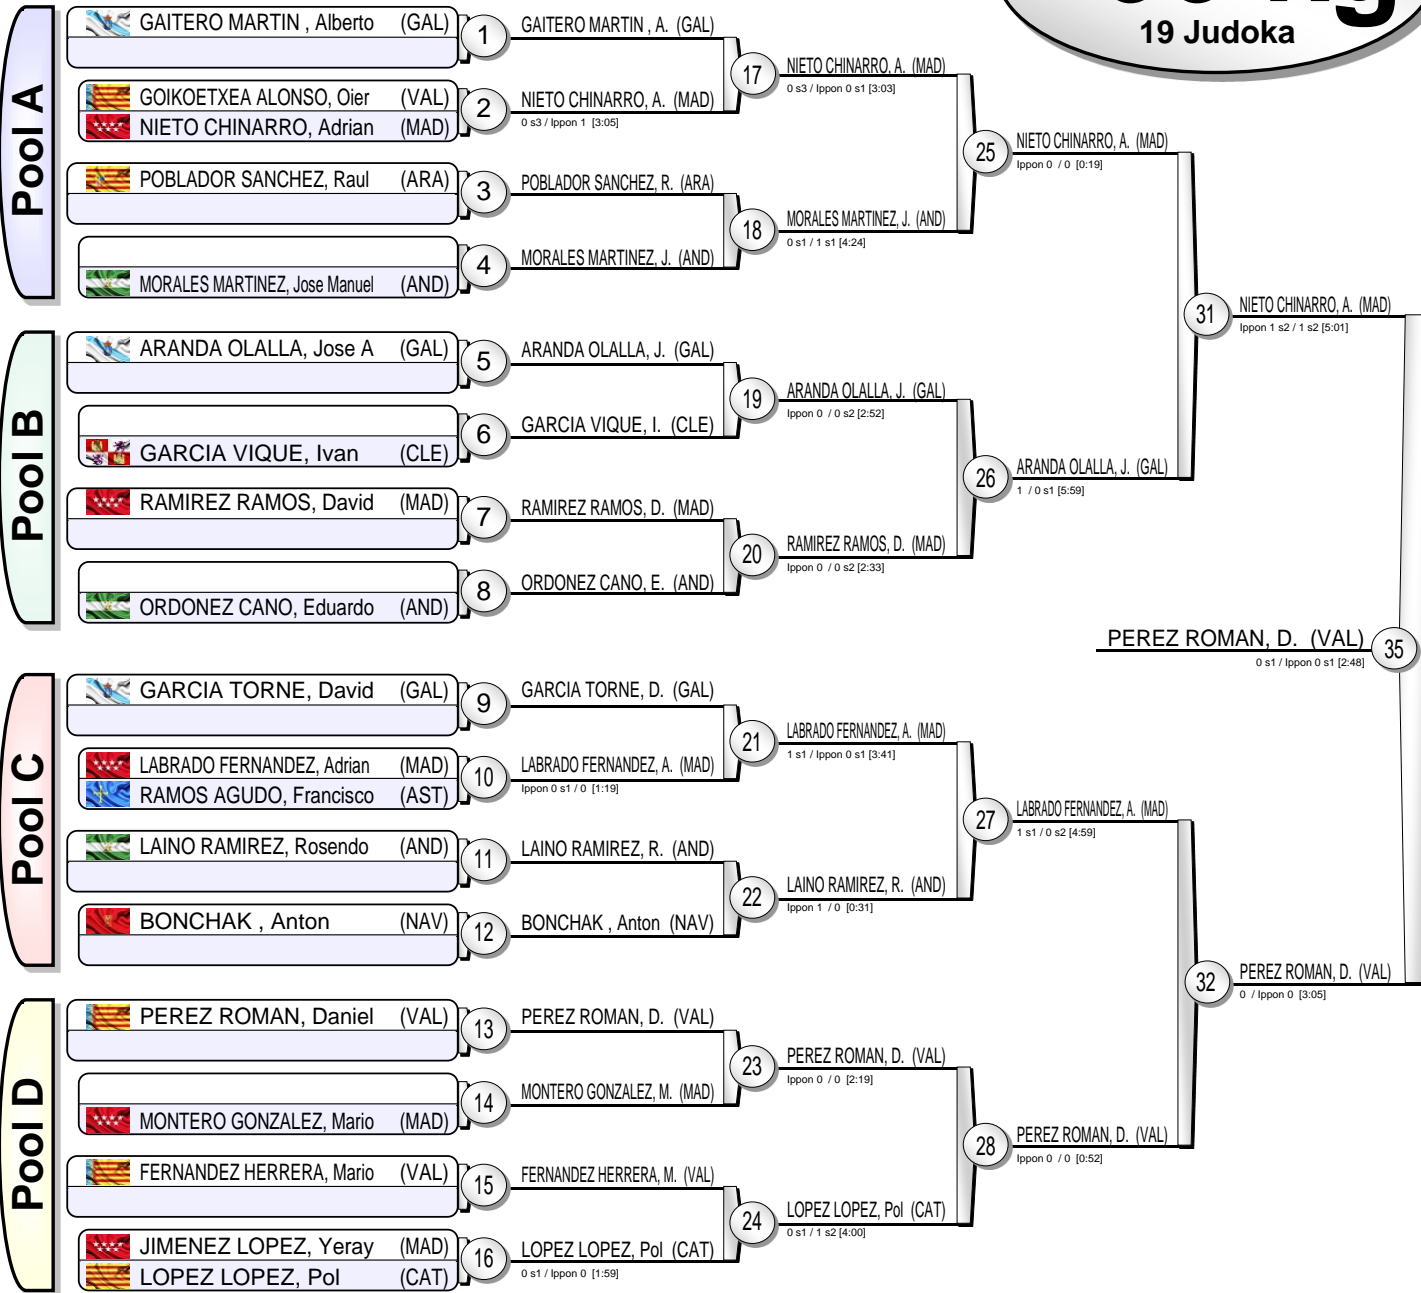 19 Judoka
Pool A
GAITERO MARTIN , Alberto (GAL)
1
GAITERO MARTIN , A. (GAL)
GOIKOETXEA ALONSO, Oier (VAL)
NIETO CHINARRO, Adrian (MAD)
2
NIETO CHINARRO, A. (MAD)
0 s3 / Ippon 1 [3:05]
17
NIETO CHINARRO, A. (MAD)
0 s3 / Ippon 0 s1 [3:03]
POBLADOR SANCHEZ, Raul (ARA)
3
POBLADOR SANCHEZ, R. (ARA)
MORALES MARTINEZ, Jose Manuel (AND)
4
MORALES MARTINEZ, J. (AND)
18
MORALES MARTINEZ, J. (AND)
0 s1 / 1 s1 [4:24]
25
NIETO CHINARRO, A. (MAD)
Ippon 0 / 0 [0:19]
Pool B
ARANDA OLALLA, Jose A (GAL)
5
ARANDA OLALLA, J. (GAL)
GARCIA VIQUE, Ivan (CLE)
6
GARCIA VIQUE, I. (CLE)
19
ARANDA OLALLA, J. (GAL)
Ippon 0 / 0 s2 [2:52]
RAMIREZ RAMOS, David (MAD)
7
RAMIREZ RAMOS, D. (MAD)
ORDONEZ CANO, Eduardo (AND)
8
ORDONEZ CANO, E. (AND)
20
RAMIREZ RAMOS, D. (MAD)
Ippon 0 / 0 s2 [2:33]
26
ARANDA OLALLA, J. (GAL)
1 / 0 s1 [5:59]
31
NIETO CHINARRO, A. (MAD)
Ippon 1 s2 / 1 s2 [5:01]
PEREZ ROMAN, D. (VAL)
0 s1 / Ippon 0 s1 [2:48]
35
Pool C
GARCIA TORNE, David (GAL)
9
GARCIA TORNE, D. (GAL)
LABRADO FERNANDEZ, Adrian (MAD)
RAMOS AGUDO, Francisco (AST)
10
LABRADO FERNANDEZ, A. (MAD)
Ippon 0 s1 / 0 [1:19]
21
LABRADO FERNANDEZ, A. (MAD)
1 s1 / Ippon 0 s1 [3:41]
LAINO RAMIREZ, Rosendo (AND)
11
LAINO RAMIREZ, R. (AND)
BONCHAK , Anton (NAV)
12
BONCHAK , Anton (NAV)
22
LAINO RAMIREZ, R. (AND)
Ippon 1 / 0 [0:31]
27
LABRADO FERNANDEZ, A. (MAD)
1 s1 / 0 s2 [4:59]
Pool D
PEREZ ROMAN, Daniel (VAL)
13
PEREZ ROMAN, D. (VAL)
MONTERO GONZALEZ, Mario (MAD)
14
MONTERO GONZALEZ, M. (MAD)
23
PEREZ ROMAN, D. (VAL)
Ippon 0 / 0 [2:19]
FERNANDEZ HERRERA, Mario (VAL)
15
FERNANDEZ HERRERA, M. (VAL)
JIMENEZ LOPEZ, Yeray (MAD)
LOPEZ LOPEZ, Pol (CAT)
16
LOPEZ LOPEZ, Pol (CAT)
0 s1 / Ippon 0 [1:59]
24
LOPEZ LOPEZ, Pol (CAT)
0 s1 / 1 s2 [4:00]
28
PEREZ ROMAN, D. (VAL)
Ippon 0 / 0 [0:52]
32
PEREZ ROMAN, D. (VAL)
0 / Ippon 0 [3:05]